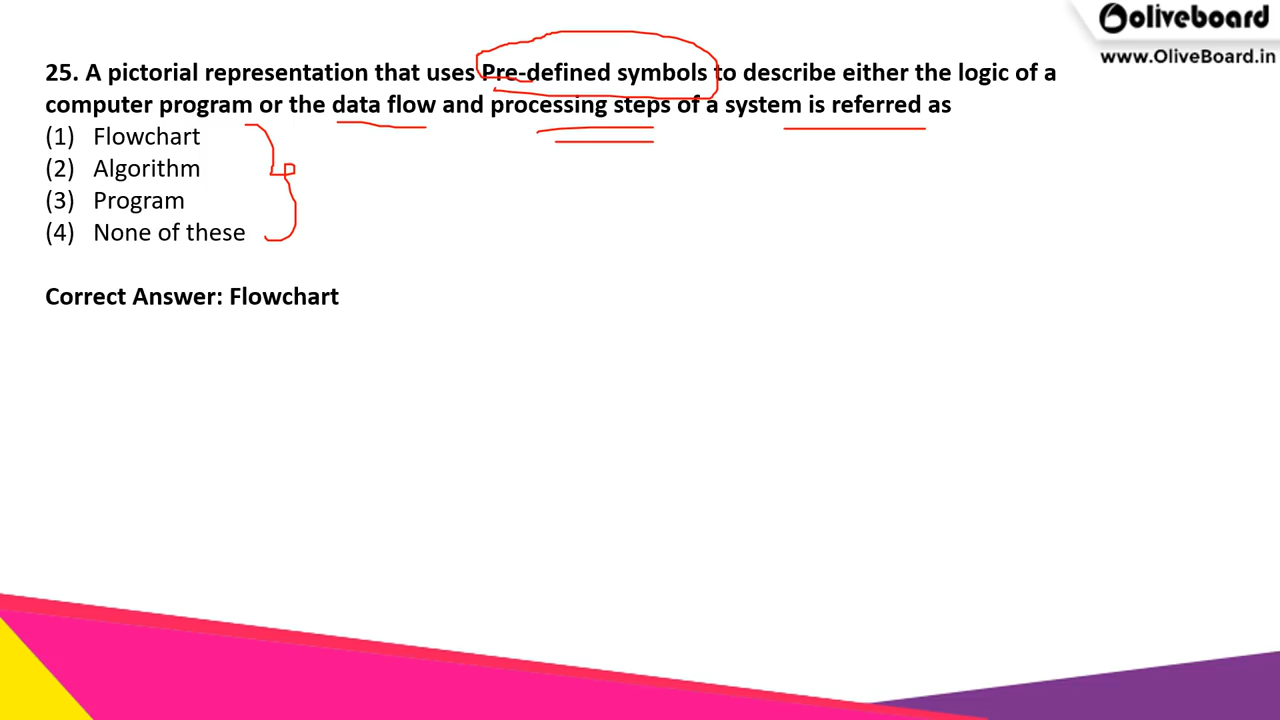 oliveboard
www.OliveBoard.in
25. A pictorial representation that uses Pre-defined symbols to describe either the logic of a
computer program or the data flow and processing steps of a system is referred as
(1) Flowchart
(2) Algorithm
(3) Program
(4) None of these
Correct Answer: Flowchart